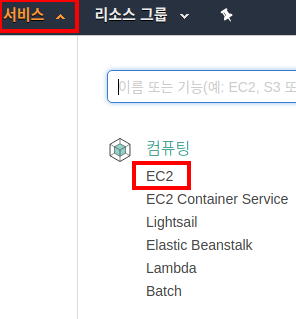 서비스 리소스 그룹
이름 또는 기능(예: EC2, S3 또
컴퓨팅
EC2
EC2 Container Service
Lightsail
Elastic Beanstalk
Lambda
Batch